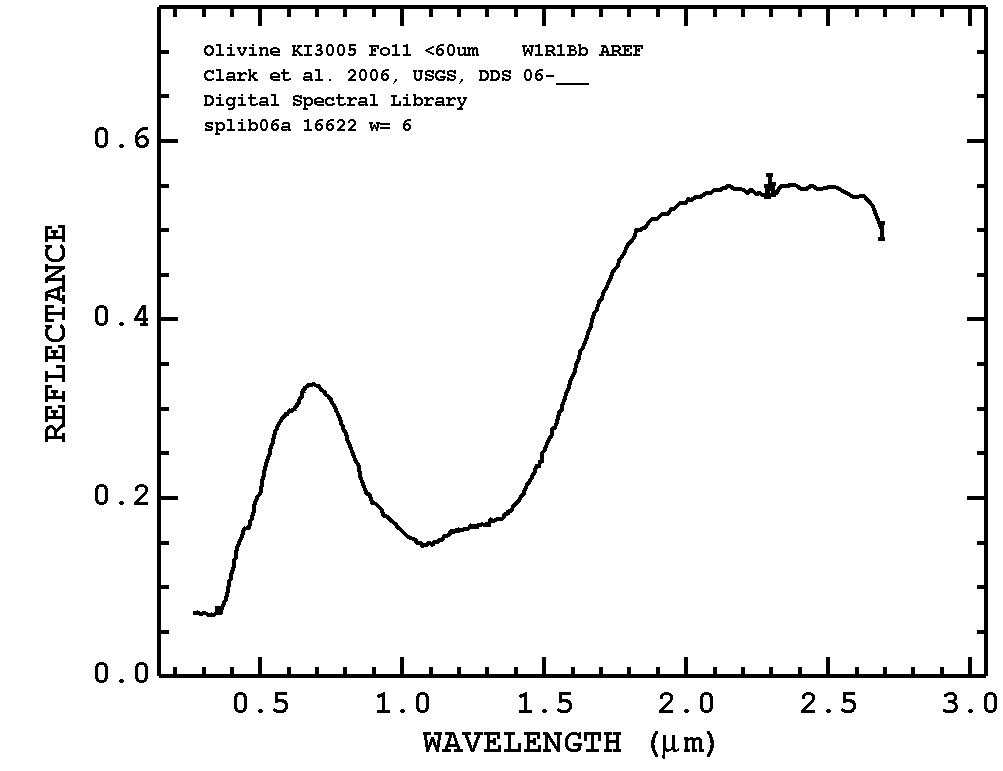 Olivine KI3005 Fo11 <60um W1R1Bb AREF
Clark et al. 2006, USGS, DDS 06-___
Digital Spectral Library
splib06a 16622 w= 6
REFLECTANCE
0.6
0.4
0.2
0.0
0.5 1.0 1.5 2.0 2.5 3.0
WAVELENGTH (μm)